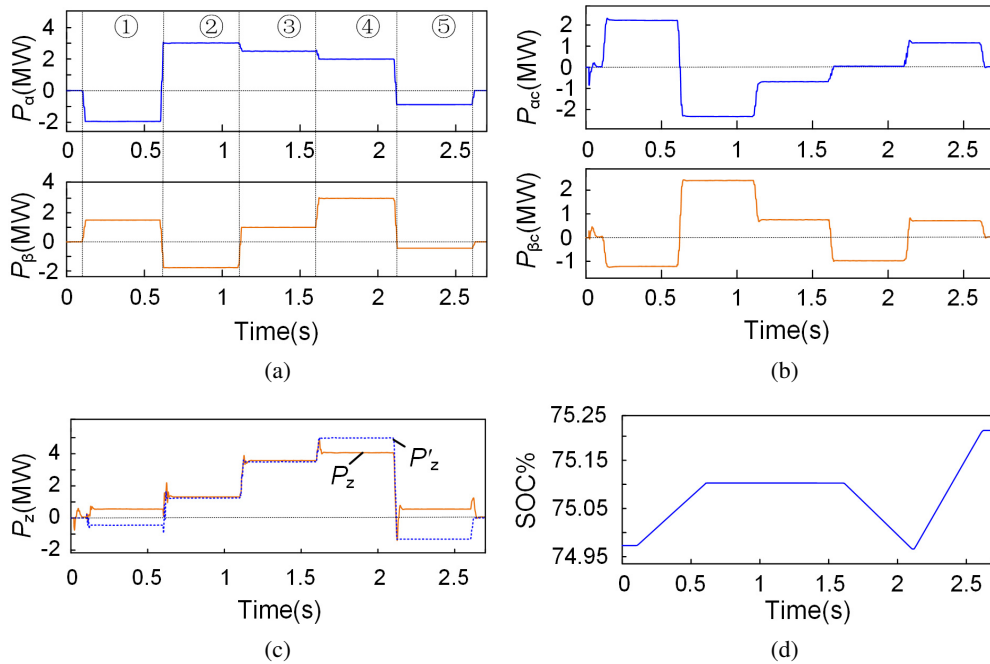 ① ② ③ ④ ⑤
Pα(MW)
4
2
0
-2
0 0.5 1 1.5 2 2.5
Pβ(MW)
4
2
0
-2
0 0.5 1 1.5 2 2.5
Time(s)
(a)
Pαc(MW)
2
1
0
-1
-2
0 0.5 1 1.5 2 2.5
Pβc(MW)
2
1
0
-1
0 0.5 1 1.5 2 2.5
Time(s)
(b)
Pz(MW)
4
2
0
-2
Pz
P'z
0 0.5 1 1.5 2 2.5
Time(s)
(c)
SOC%
75.25
75.15
75.05
74.95
0 0.5 1 1.5 2 2.5
Time(s)
(d)